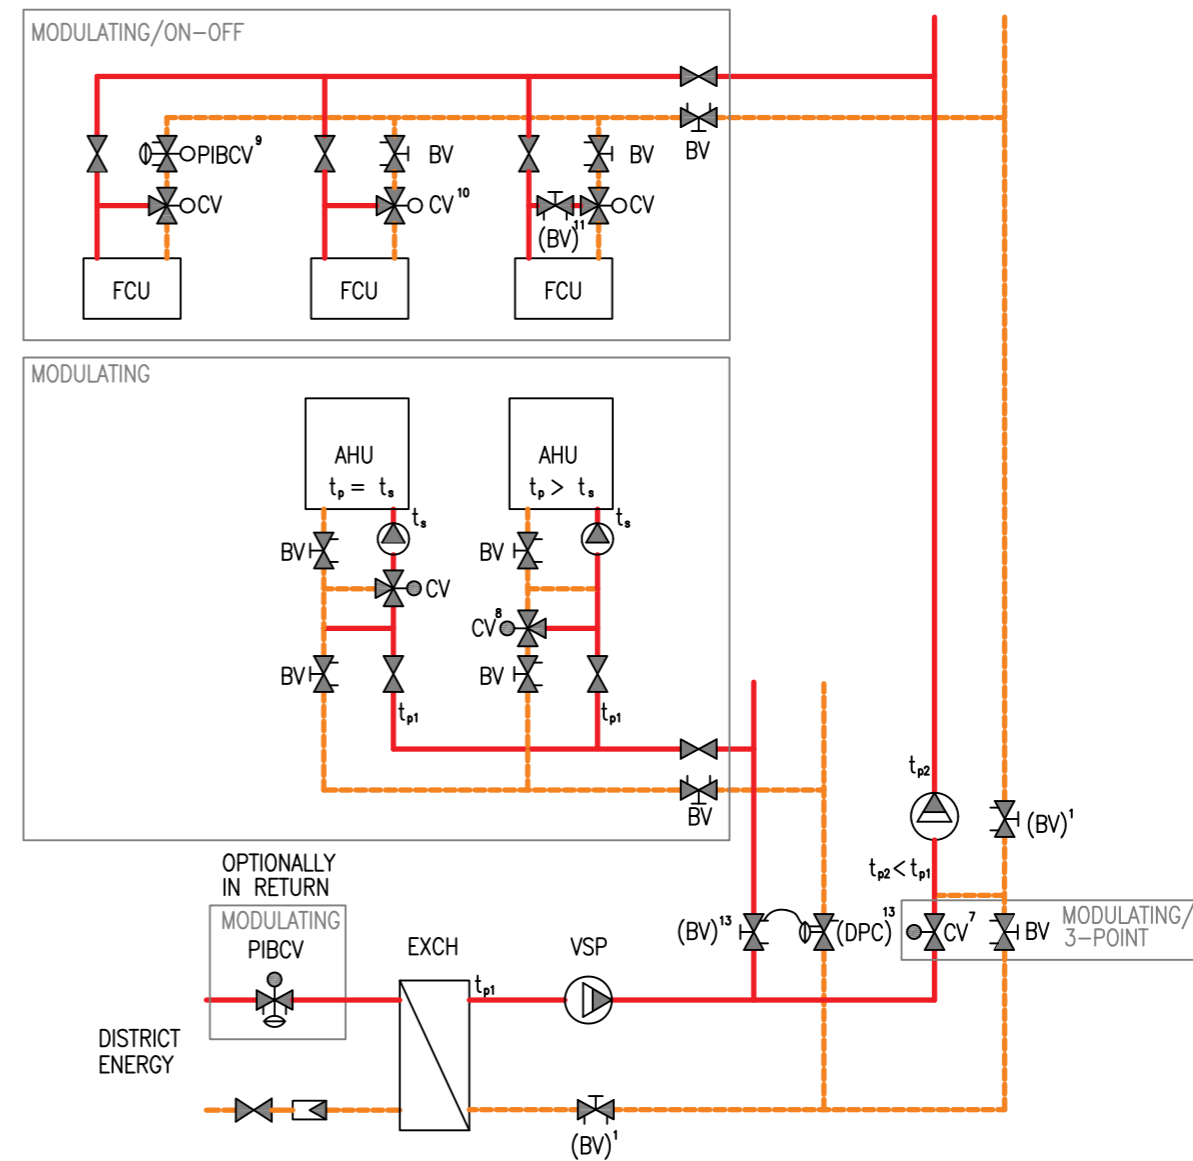 MODULATING/ON-OFF
BV
PIBCV⁹
BV
BV
CV
CV¹⁰
(BV)¹¹
CV
FCU
FCU
FCU
MODULATING
AHU
tp = ts
AHU
tp > ts
ts
ts
BV
BV
CV
CV⁸
BV
BV
tp1
tp1
BV
tp2
(BV)¹
tp2<tp1
OPTIONALLY
IN RETURN
MODULATING
PIBCV
EXCH
VSP
(BV)¹³
(DPC)¹³
CV⁷
BV
MODULATING/
3-POINT
tp1
DISTRICT
ENERGY
(BV)¹